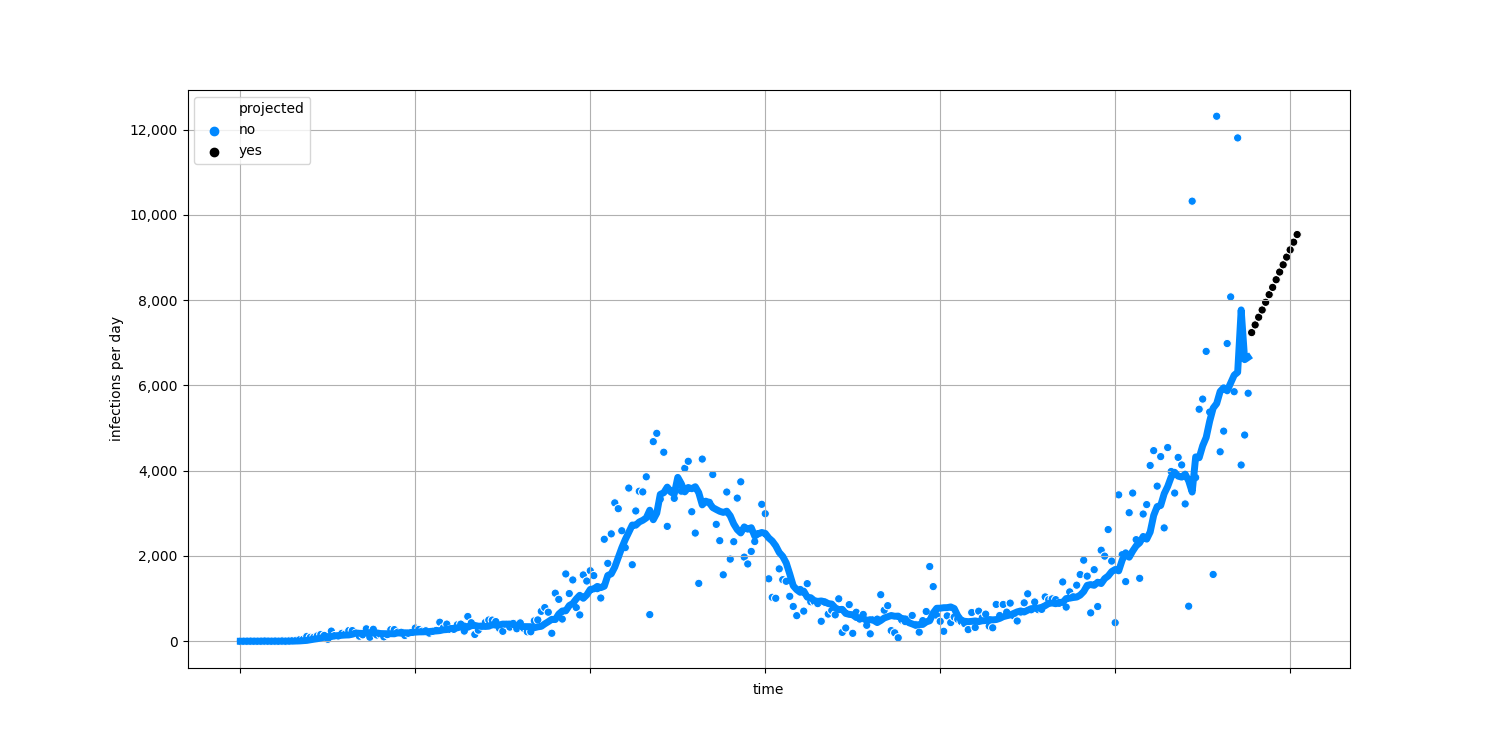 projected
no
yes
12,000
10,000
8,000
6,000
4,000
2,000
0
infections per day
time